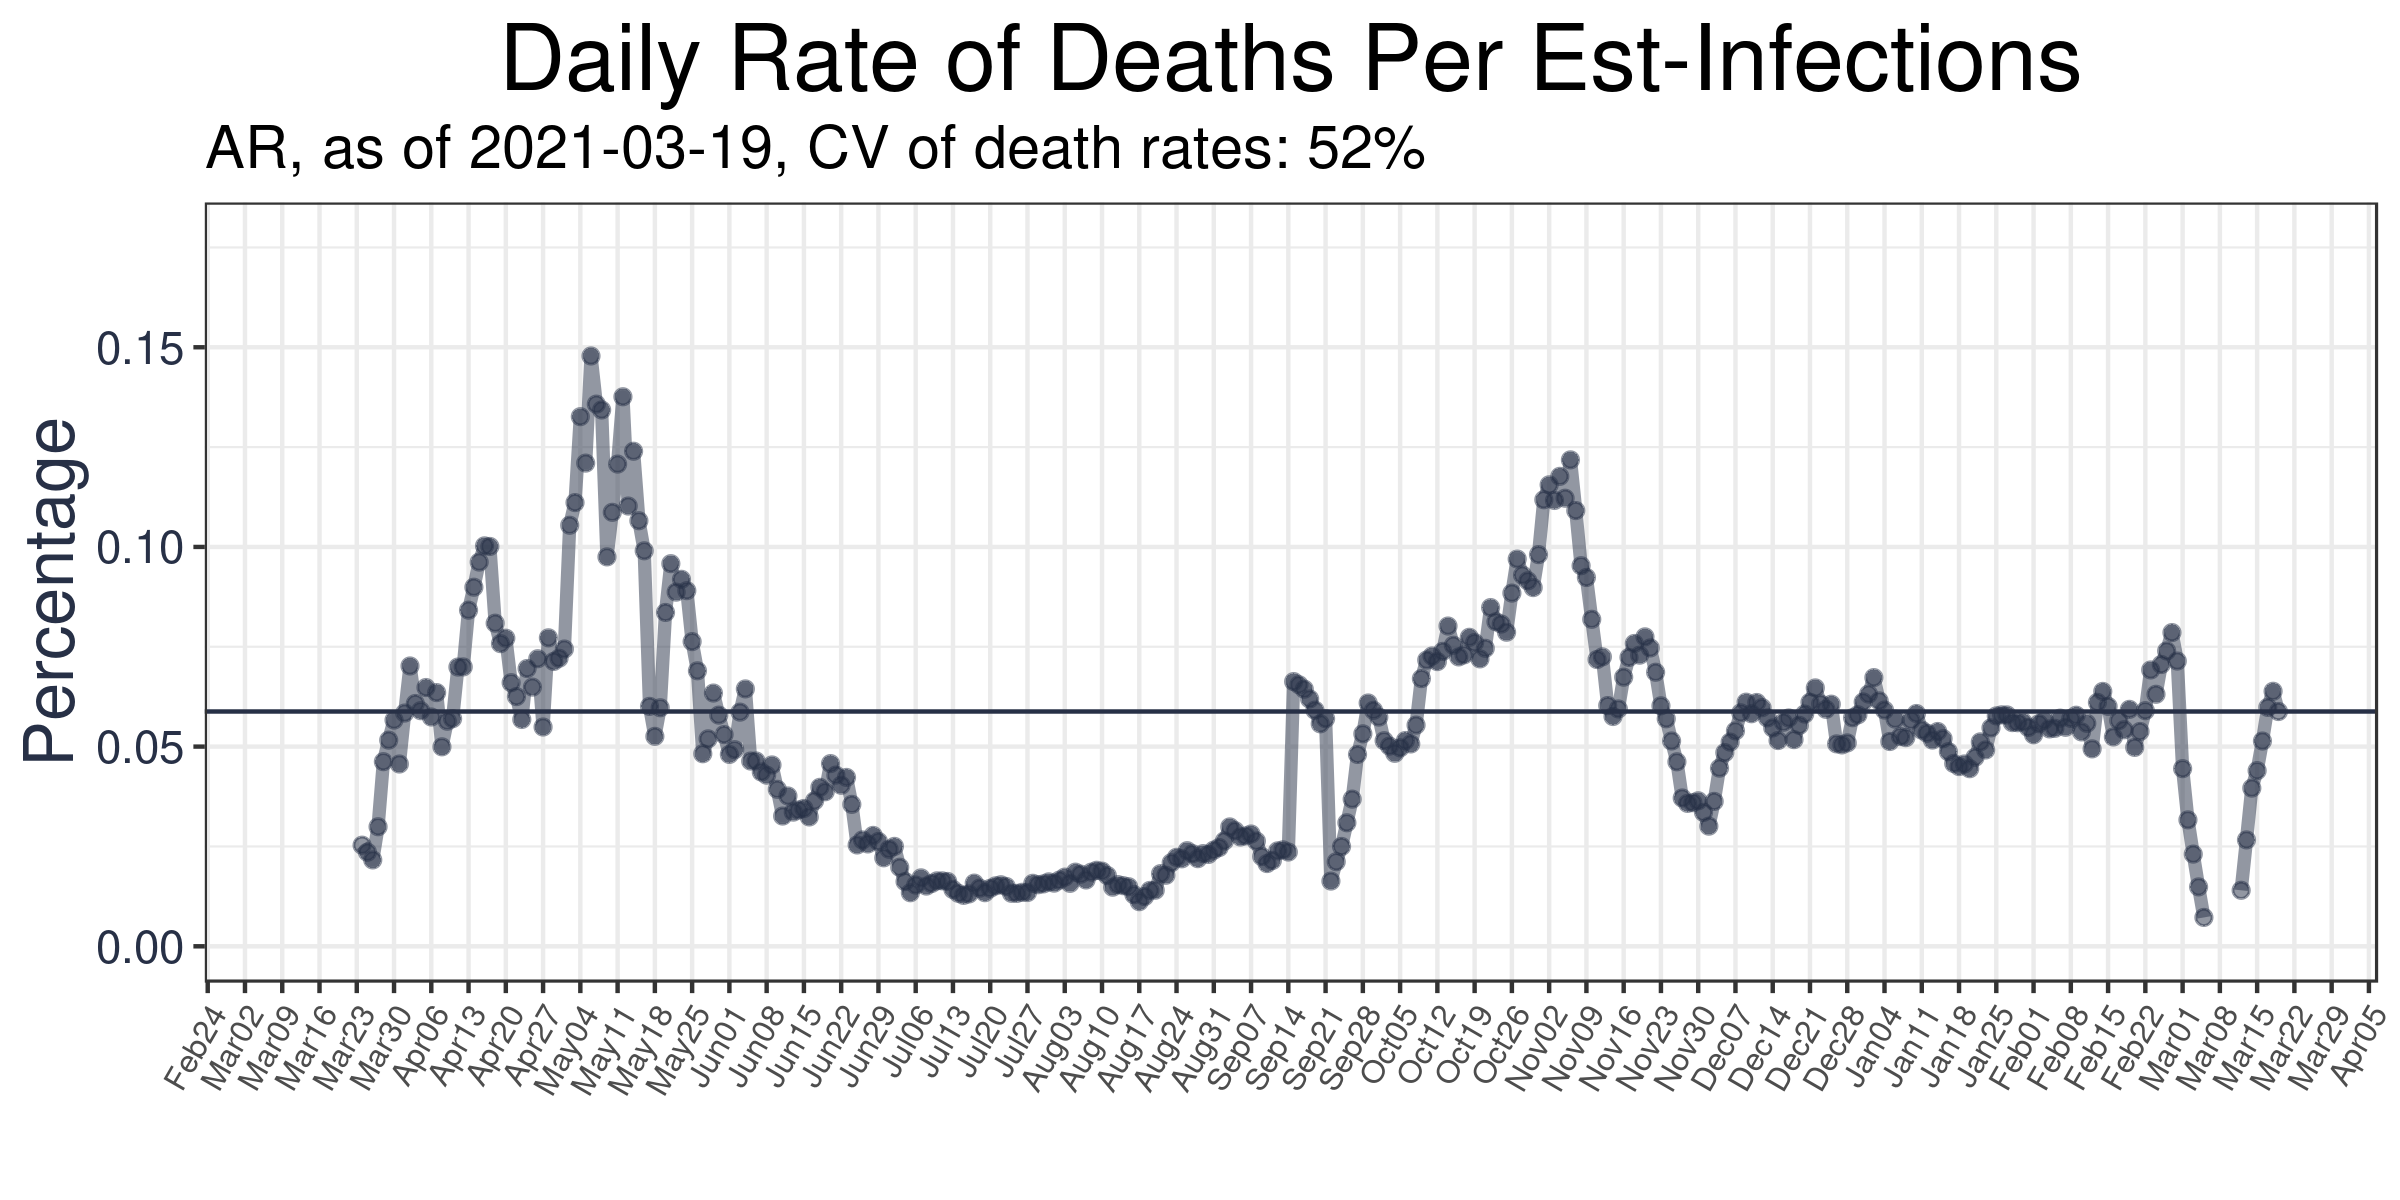 Daily Rate of Deaths Per Est-Infections
AR, as of 2021-03-19, CV of death rates: 52%
Percentage
0.15
0.10
0.05
0.00
Feb24
Mar02
Mar09
Mar16
Mar23
Mar30
Apr06
Apr13
Apr20
Apr27
May04
May11
May18
May25
Jun01
Jun08
Jun15
Jun22
Jun29
Jul06
Jul13
Jul20
Jul27
Aug03
Aug10
Aug17
Aug24
Aug31
Sep07
Sep14
Sep21
Sep28
Oct05
Oct12
Oct19
Oct26
Nov02
Nov09
Nov16
Nov23
Nov30
Dec07
Dec14
Dec21
Dec28
Jan04
Jan11
Jan18
Jan25
Feb01
Feb08
Feb15
Feb22
Mar01
Mar08
Mar15
Mar22
Mar29
Apr05